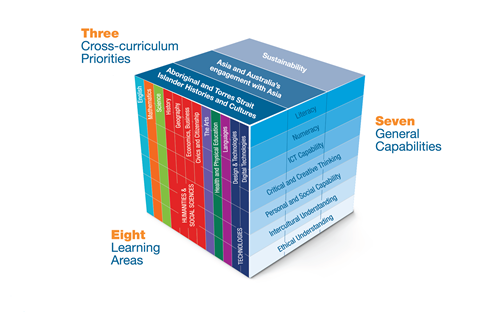 Three
Cross-curriculum
Priorities
Sustainability
Asia and Australia's
engagement with Asia
Aboriginal and Torres Strait
Islander Histories and Cultures
English
Mathematics
Science
History
Geography
Economics, Business
Civics and Citizenship
HUMANITIES &
SOCIAL SCIENCES
The Arts
Health and Physical Education
Languages
Design & Technologies
Digital Technologies
TECHNOLOGIES
Literacy
Numeracy
ICT Capability
Critical and Creative Thinking
Personal and Social Capability
Intercultural Understanding
Ethical Understanding
Seven
General
Capabilities
Eight
Learning
Areas